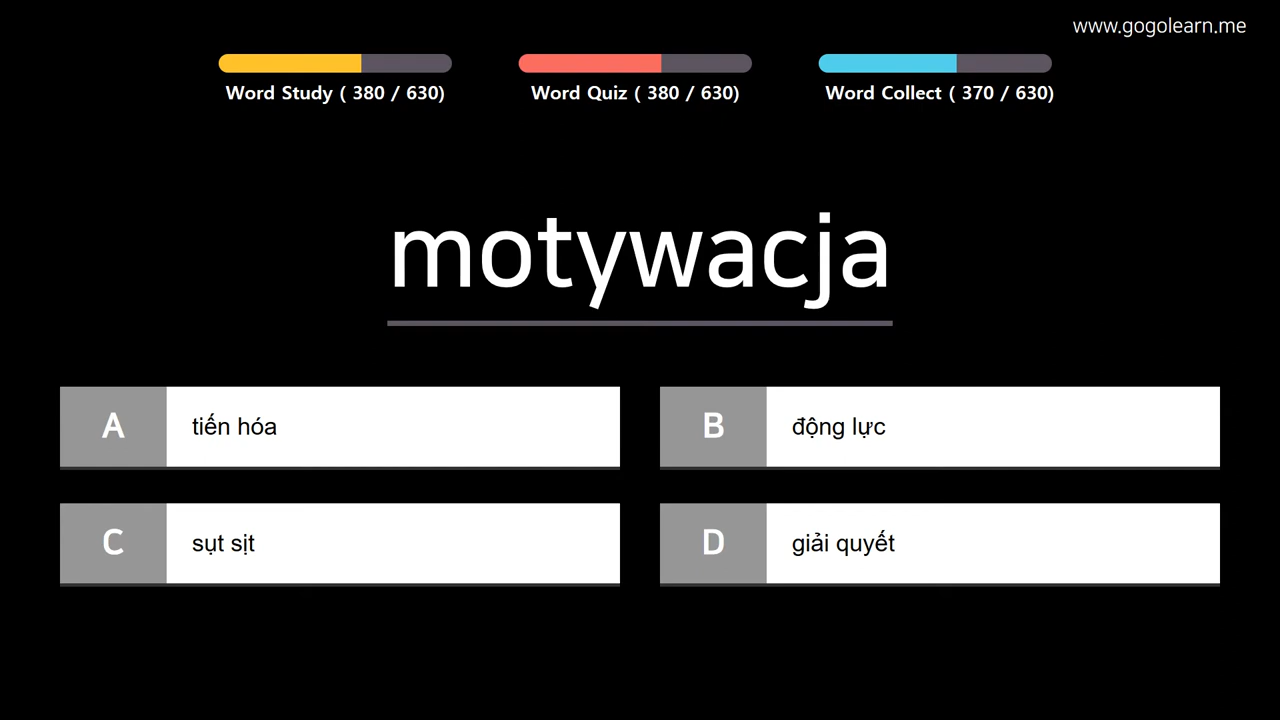 www.gogolearn.me
Word Study ( 380 / 630)
Word Quiz ( 380 / 630)
Word Collect ( 370 / 630)
motywacja
A
tiến hóa
B
động lực
C
sụt sịt
D
giải quyết